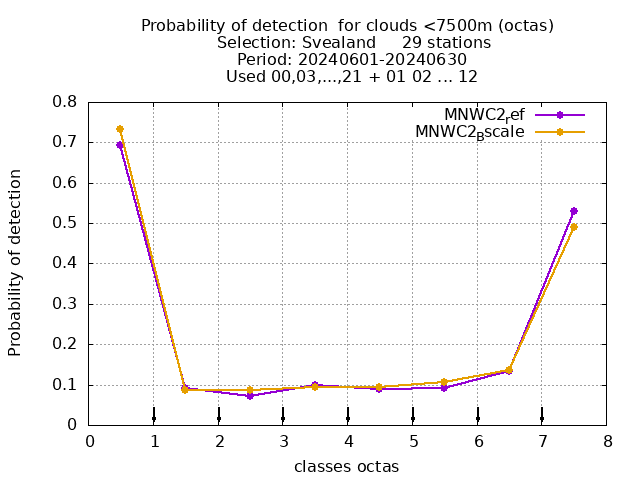 Probability of detection  for clouds <7500m (octas)
Selection: Svealand     29 stations
Period: 20240601-20240630
Used 00,03,...,21 + 01 02 ... 12
MNWC2ref
MNWC2Bscale
0.8
0.7
0.6
0.5
0.4
0.3
0.2
0.1
0
Probability of detection
0 1 2 3 4 5 6 7 8
classes octas